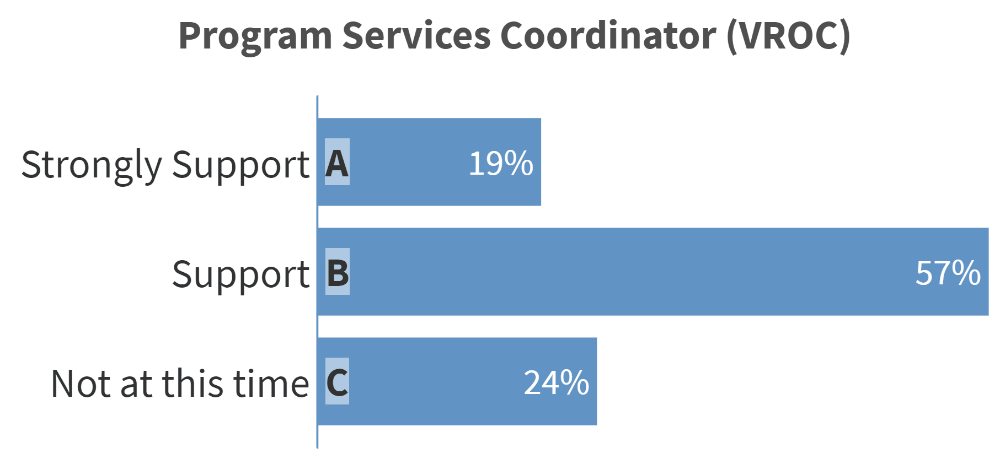 Program Services Coordinator (VROC)
Strongly Support A 19%
Support B 57%
Not at this time C 24%